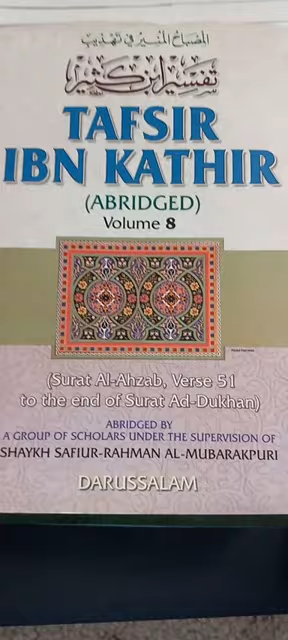 المصباح المنير في تهذيب
تفسير ابن كثير
TAFSIR
IBN KATHIR
(ABRIDGED)
Volume 8
(Surat Al-Ahzab, Verse 51
to the end of Surat Ad-Dukhan)
ABRIDGED BY
A GROUP OF SCHOLARS UNDER THE SUPERVISION OF
SHAYKH SAFIUR-RAHMAN AL-MUBARAKPURI
DARUSSALAM